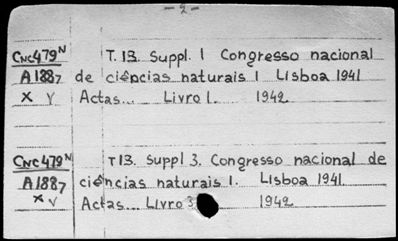 - 2 -
CNC479N T. 13. Suppl. 1 Congresso nacional
A1887 de ciências naturais 1 Lisboa 1941
X Y Actas... Livro 1. 1942
CNC479N T13. Suppl 3. Congresso nacional de
A1887 ciências naturais 1. Lisboa 1941.
X V Actas... Livro 3 1942.